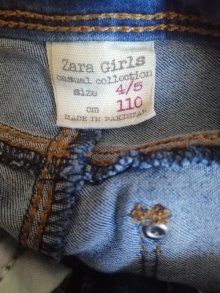 Zara Girls
casual collection
size 4/5
cm 110
MADE IN PAKISTAN